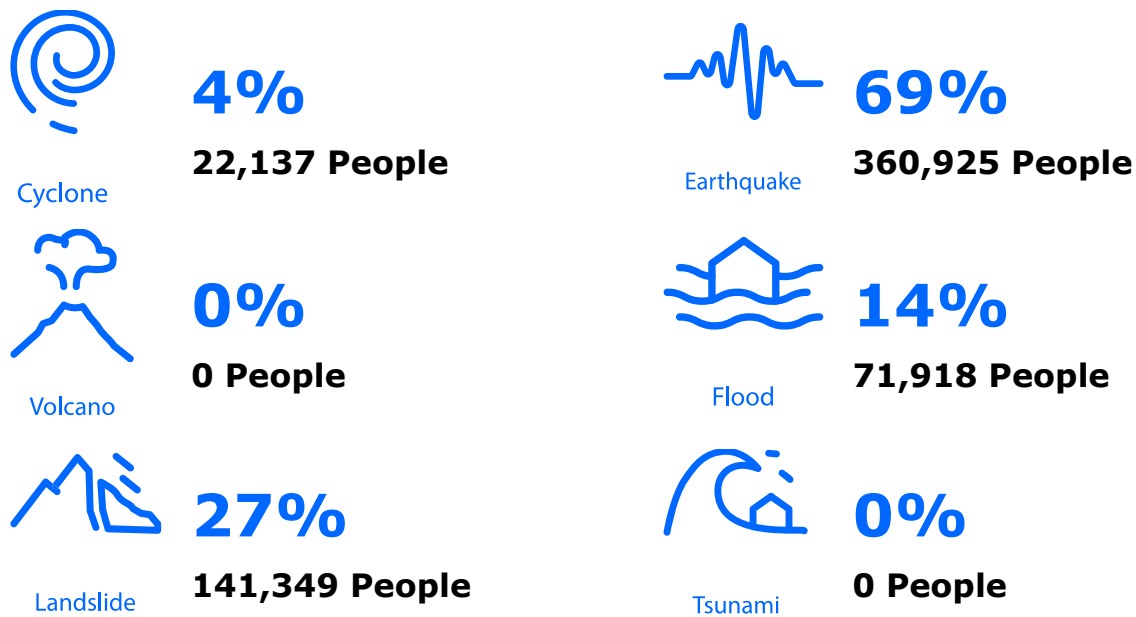 4%
22,137 People
Cyclone
69%
360,925 People
Earthquake
0%
0 People
Volcano
14%
71,918 People
Flood
27%
141,349 People
Landslide
0%
0 People
Tsunami